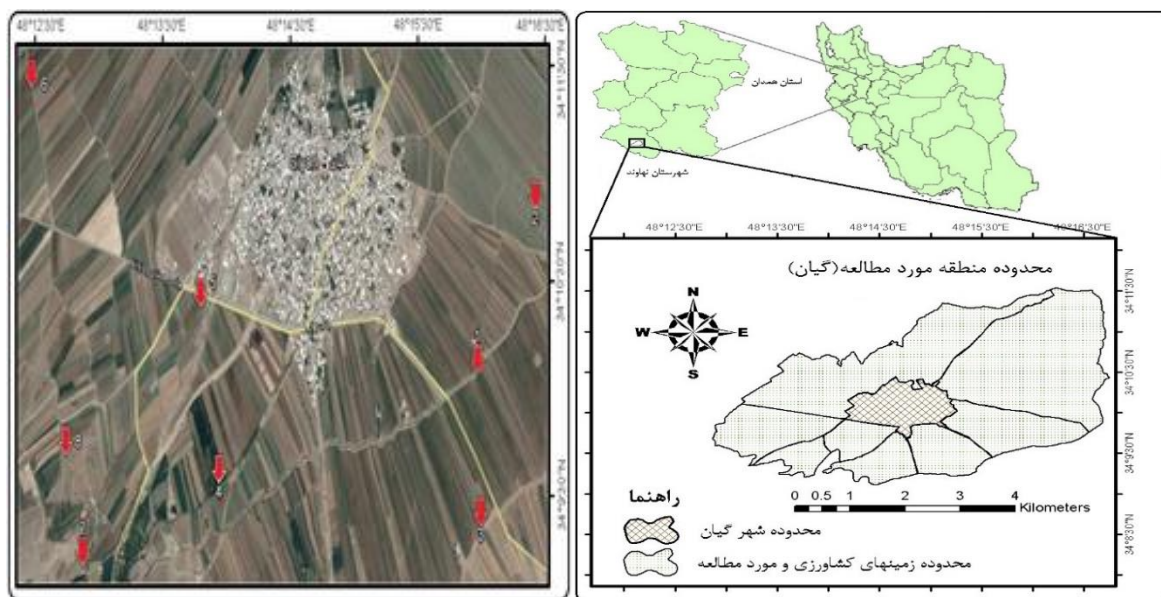 48°12'30"E 48°13'30"E 48°14'30"E 48°15'30"E 48°16'30"E
34°11'30"N
34°10'30"N
34°9'30"N
استان همدان
شهرستان نهاوند
48°12'30"E 48°13'30"E 48°14'30"E 48°15'30"E 48°16'30"E
محدوده منطقه مورد مطالعه(گیان)
N
W E
S
34°11'30"N
34°10'30"N
34°9'30"N
34°8'30"N
0 0.5 1 2 3 4
Kilometers
راهنما
محدوده شهر گیان
محدوده زمینهای کشاورزی و مورد مطالعه